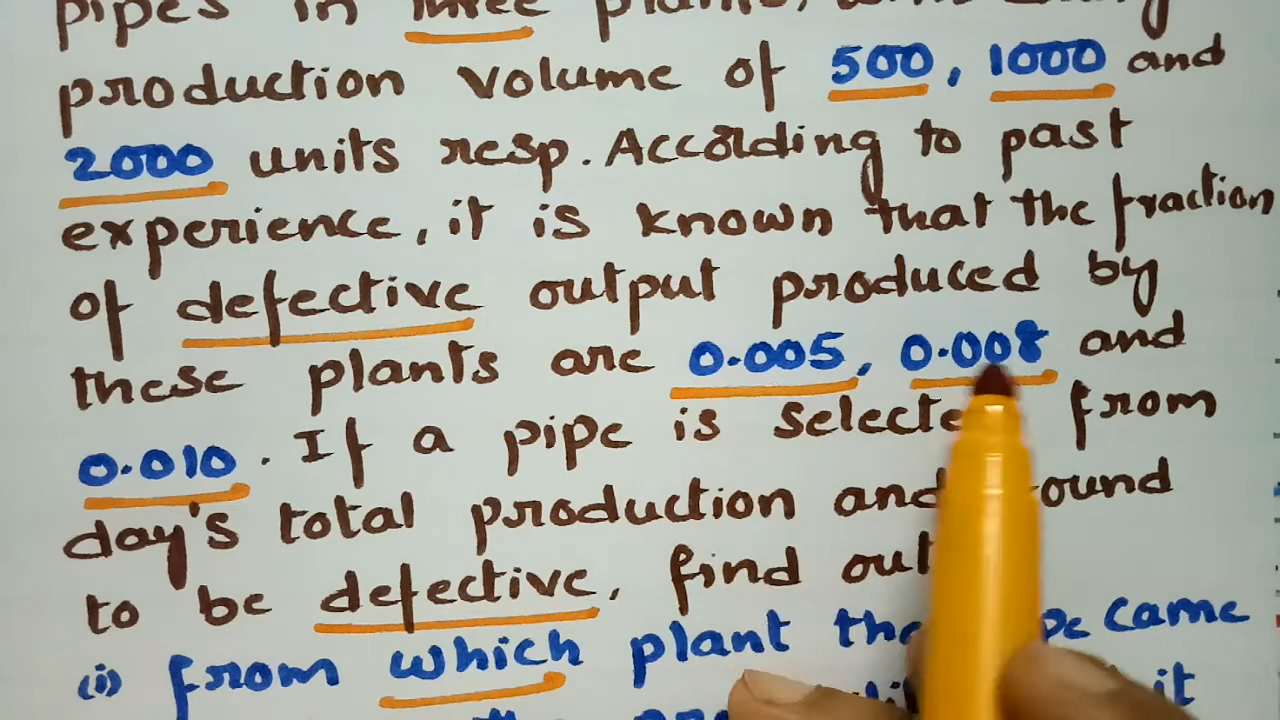 pipes in three plants, with daily
production volume of 500, 1000 and
2000 units resp. According to past
experience, it is known that the fraction
of defective output produced by
these plants are 0.005, 0.008 and
0.010. If a pipe is selected from
day's total production and found
to be defective, find out
(i) from which plant the pipe came
it